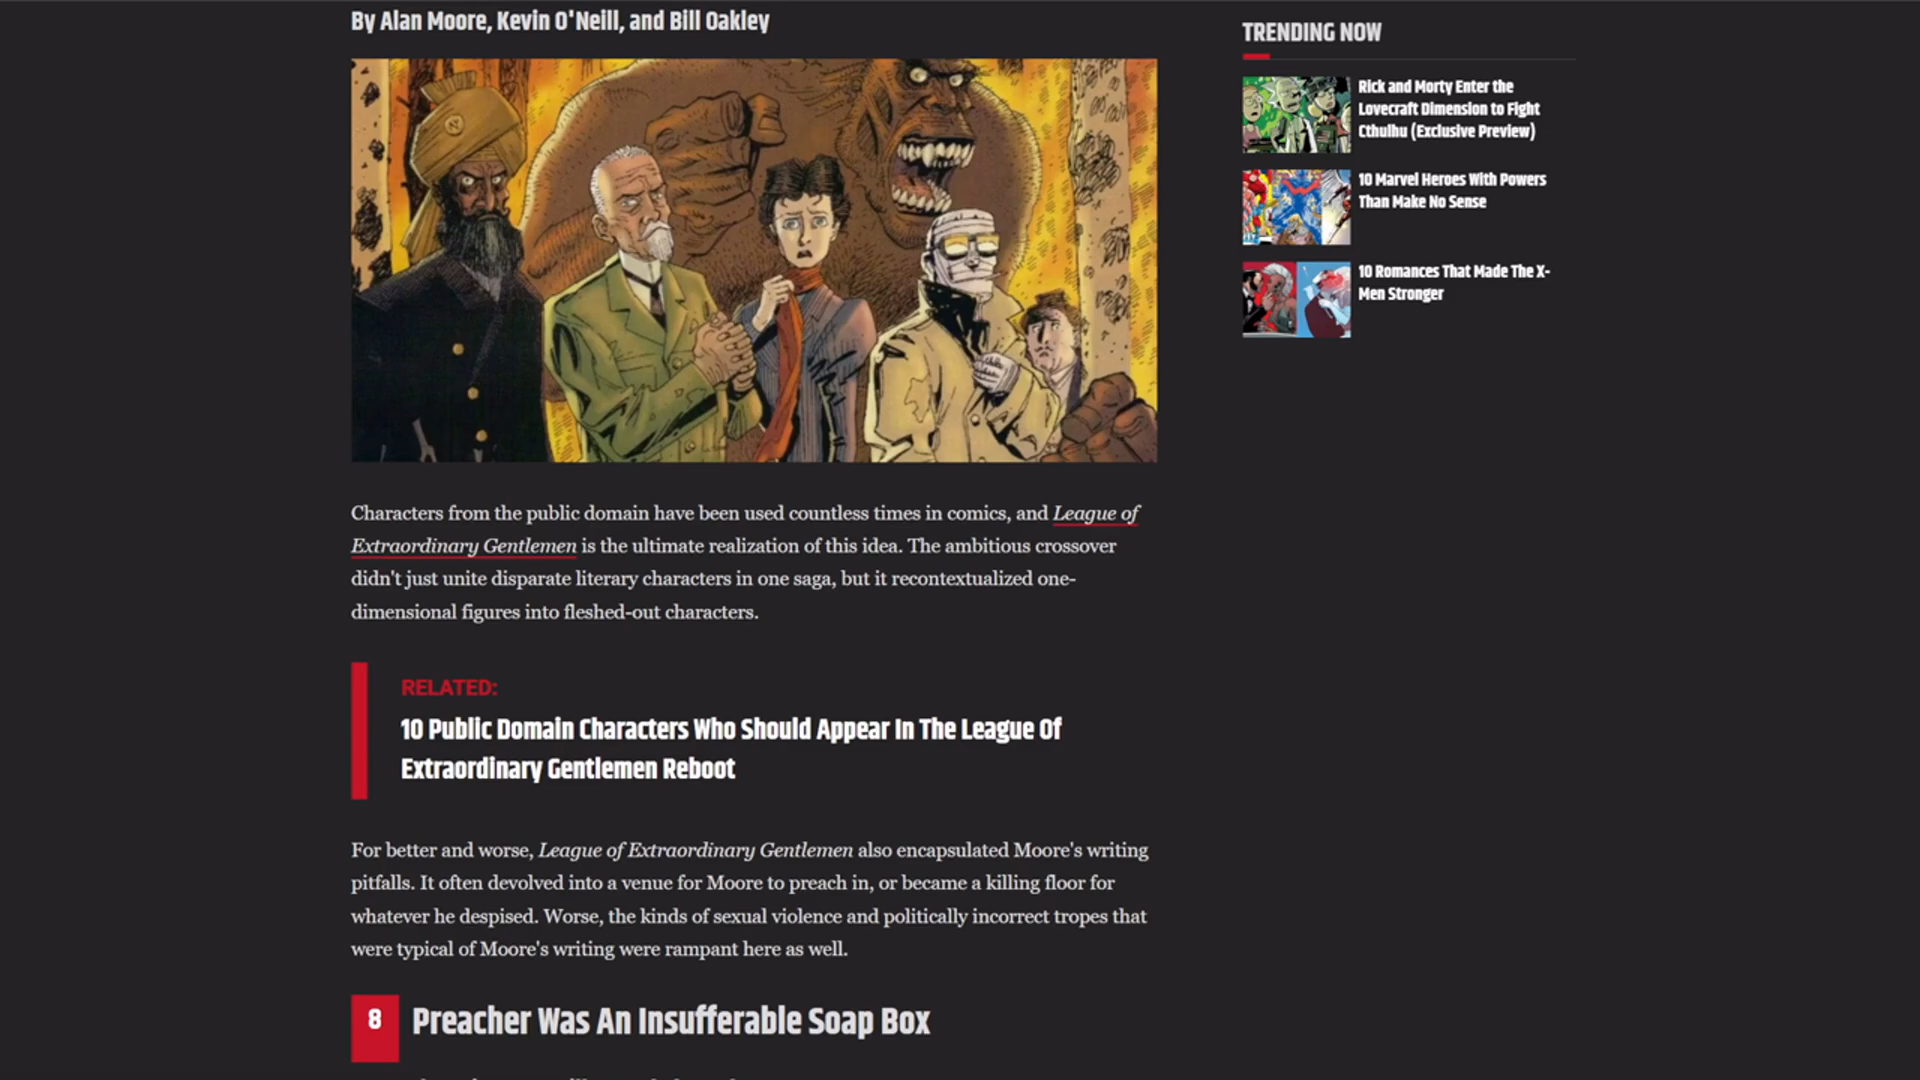 By Alan Moore, Kevin O'Neill, and Bill Oakley
N
Characters from the public domain have been used countless times in comics, and League of
Extraordinary Gentlemen is the ultimate realization of this idea. The ambitious crossover
didn't just unite disparate literary characters in one saga, but it recontextualized one-
dimensional figures into fleshed-out characters.
RELATED:
10 Public Domain Characters Who Should Appear In The League Of
Extraordinary Gentlemen Reboot
For better and worse, League of Extraordinary Gentlemen also encapsulated Moore's writing
pitfalls. It often devolved into a venue for Moore to preach in, or became a killing floor for
whatever he despised. Worse, the kinds of sexual violence and politically incorrect tropes that
were typical of Moore's writing were rampant here as well.
8 Preacher Was An Insufferable Soap Box
TRENDING NOW
Rick and Morty Enter the
Lovecraft Dimension to Fight
Cthulhu (Exclusive Preview)
10 Marvel Heroes With Powers
Than Make No Sense
10 Romances That Made The X-
Men Stronger